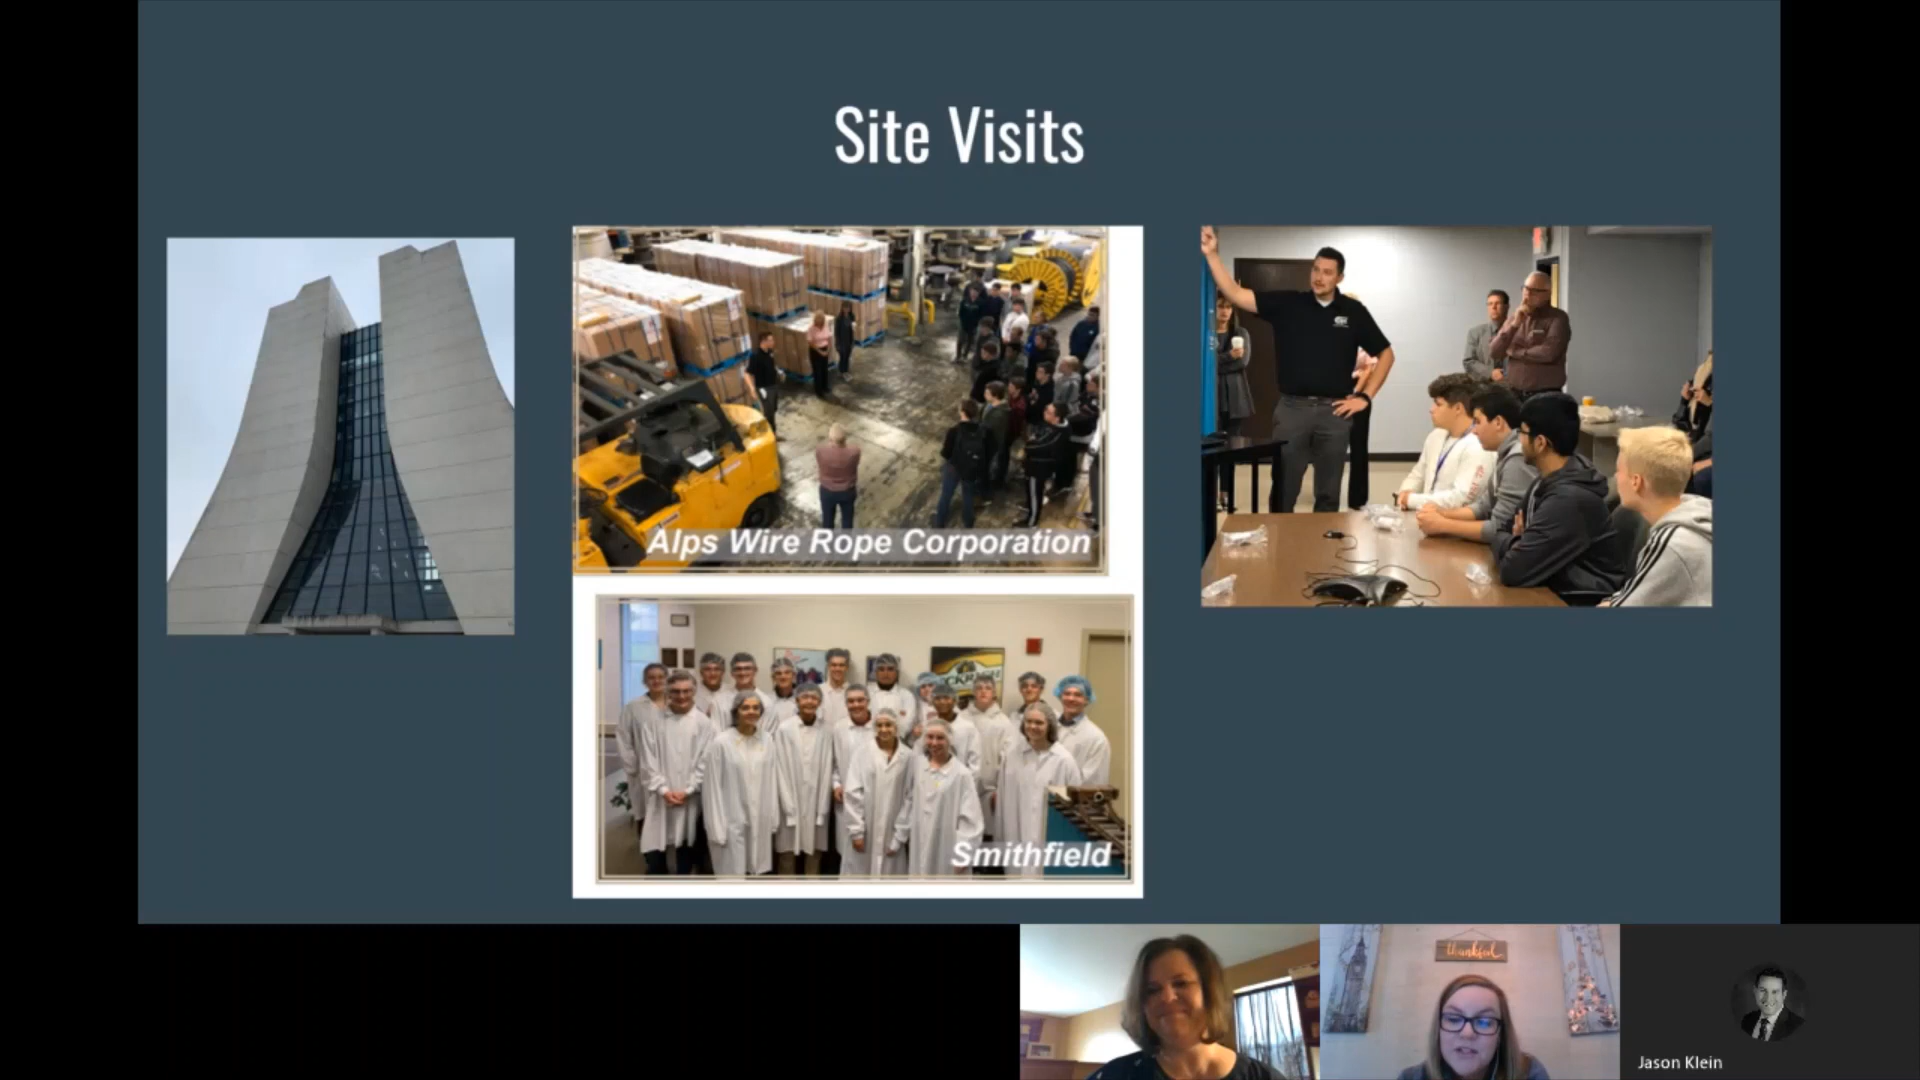 Site Visits
Alps Wire Rope Corporation
Smithfield
thankful
Jason Klein